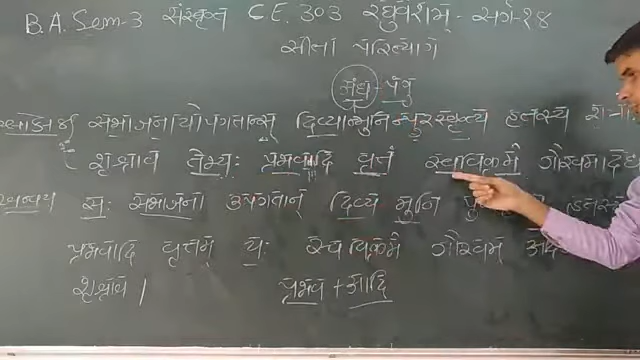 B.A. Sem-3 संस्कृत C.E. 303 रघुवंशम् - सर्ग-१४
सीता परित्याग
मंथ - पंथु
सभाजनायोपगतान्स् दिव्यान्मुनिन्पुरस्कृत्य हतस्य
शुश्राव तेभ्यः प्रभवादि वृत्तं स्वविक्रमे गौरवमादधा
अन्वय सः सभाजना उपगतान् दिव्य मुनि
प्रभवादि वृत्तम् यः स्वविक्रमे गौरवम्
शुश्राव । प्रभव + आदि